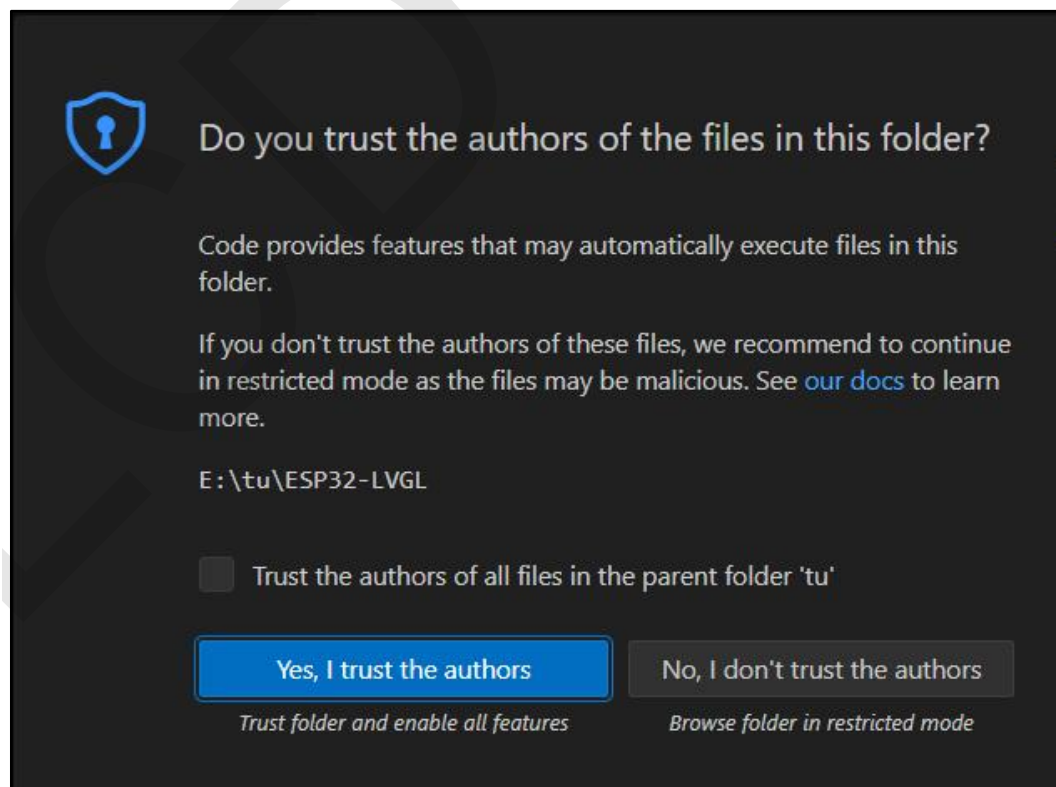 Do you trust the authors of the files in this folder?
Code provides features that may automatically execute files in this
folder.
If you don't trust the authors of these files, we recommend to continue
in restricted mode as the files may be malicious. See our docs to learn
more.
E:\tu\ESP32-LVGL
Trust the authors of all files in the parent folder 'tu'
Yes, I trust the authors
No, I don't trust the authors
Trust folder and enable all features
Browse folder in restricted mode